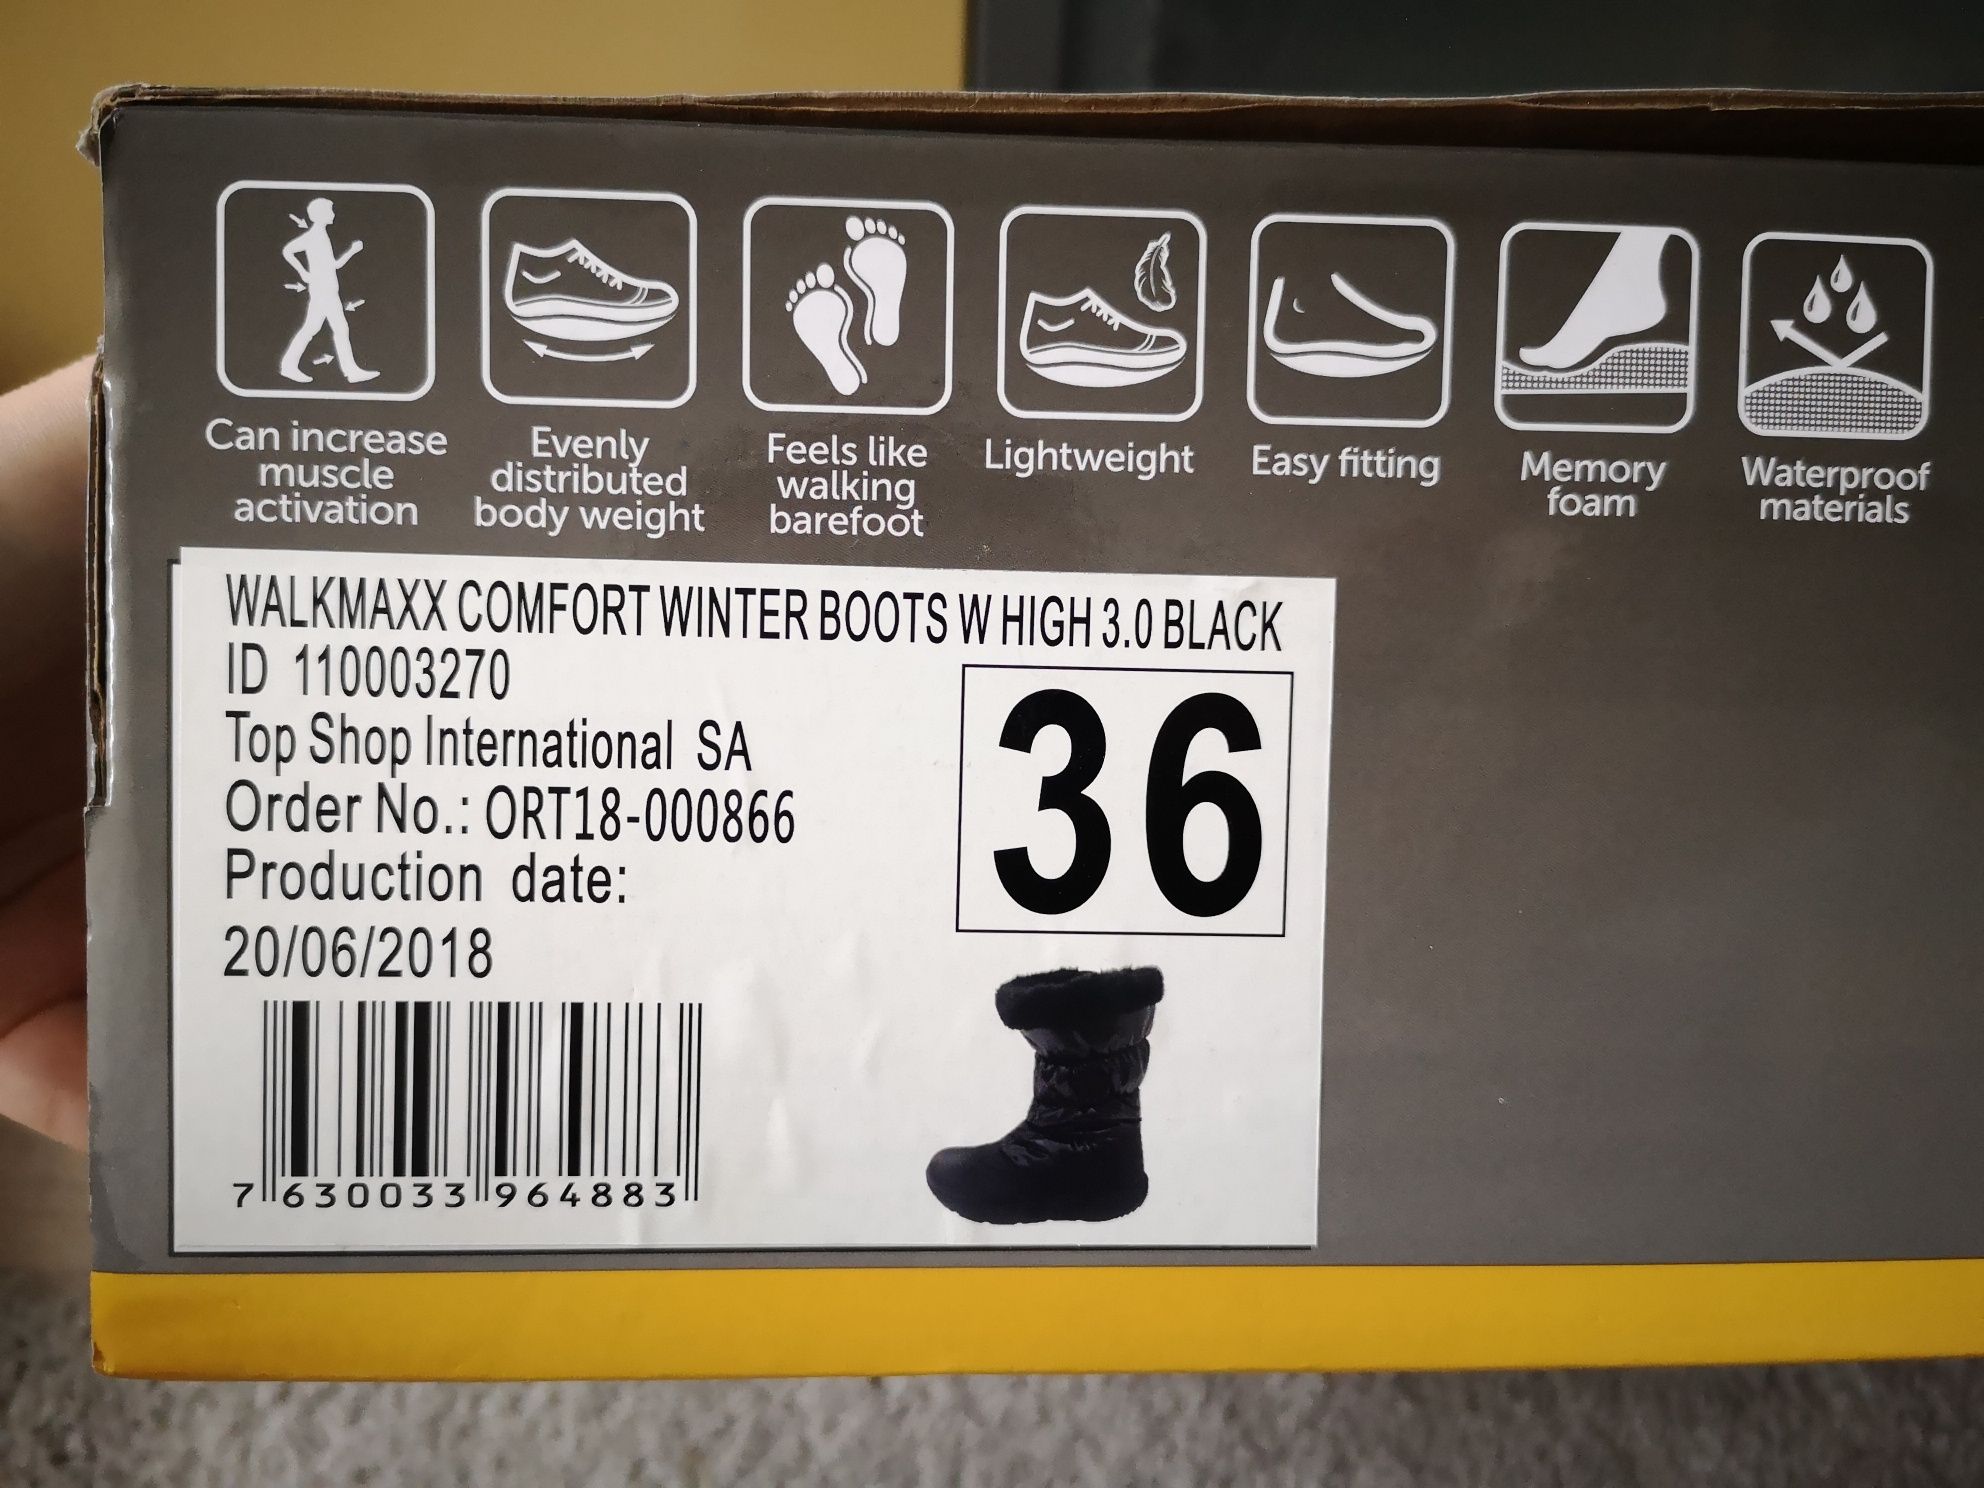 Can increase
muscle
activation
Evenly
distributed
body weight
Feels like
walking
barefoot
Lightweight
Easy fitting
Memory
foam
Waterproof
materials
WALKMAXX COMFORT WINTER BOOTS W HIGH 3.0 BLACK
ID 110003270
Top Shop International SA
Order No.: ORT18-000866
Production date:
20/06/2018
36
7 630033 964883